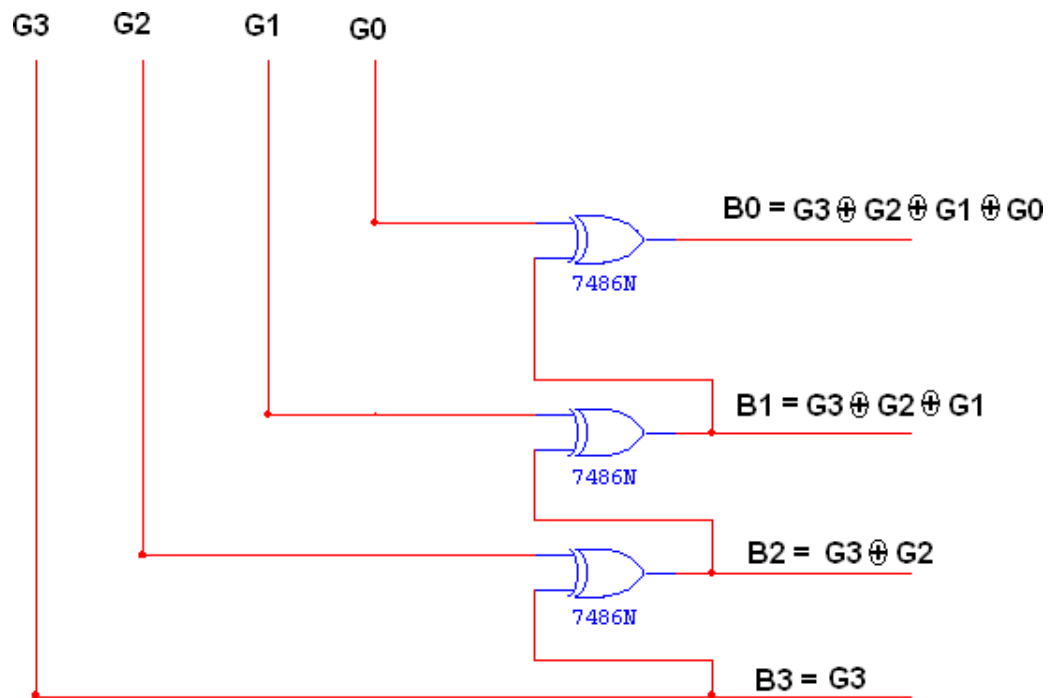 G3 G2 G1 G0
B0 = G3 ⊕ G2 ⊕ G1 ⊕ G0
7486N
B1 = G3 ⊕ G2 ⊕ G1
7486N
B2 = G3 ⊕ G2
7486N
B3 = G3